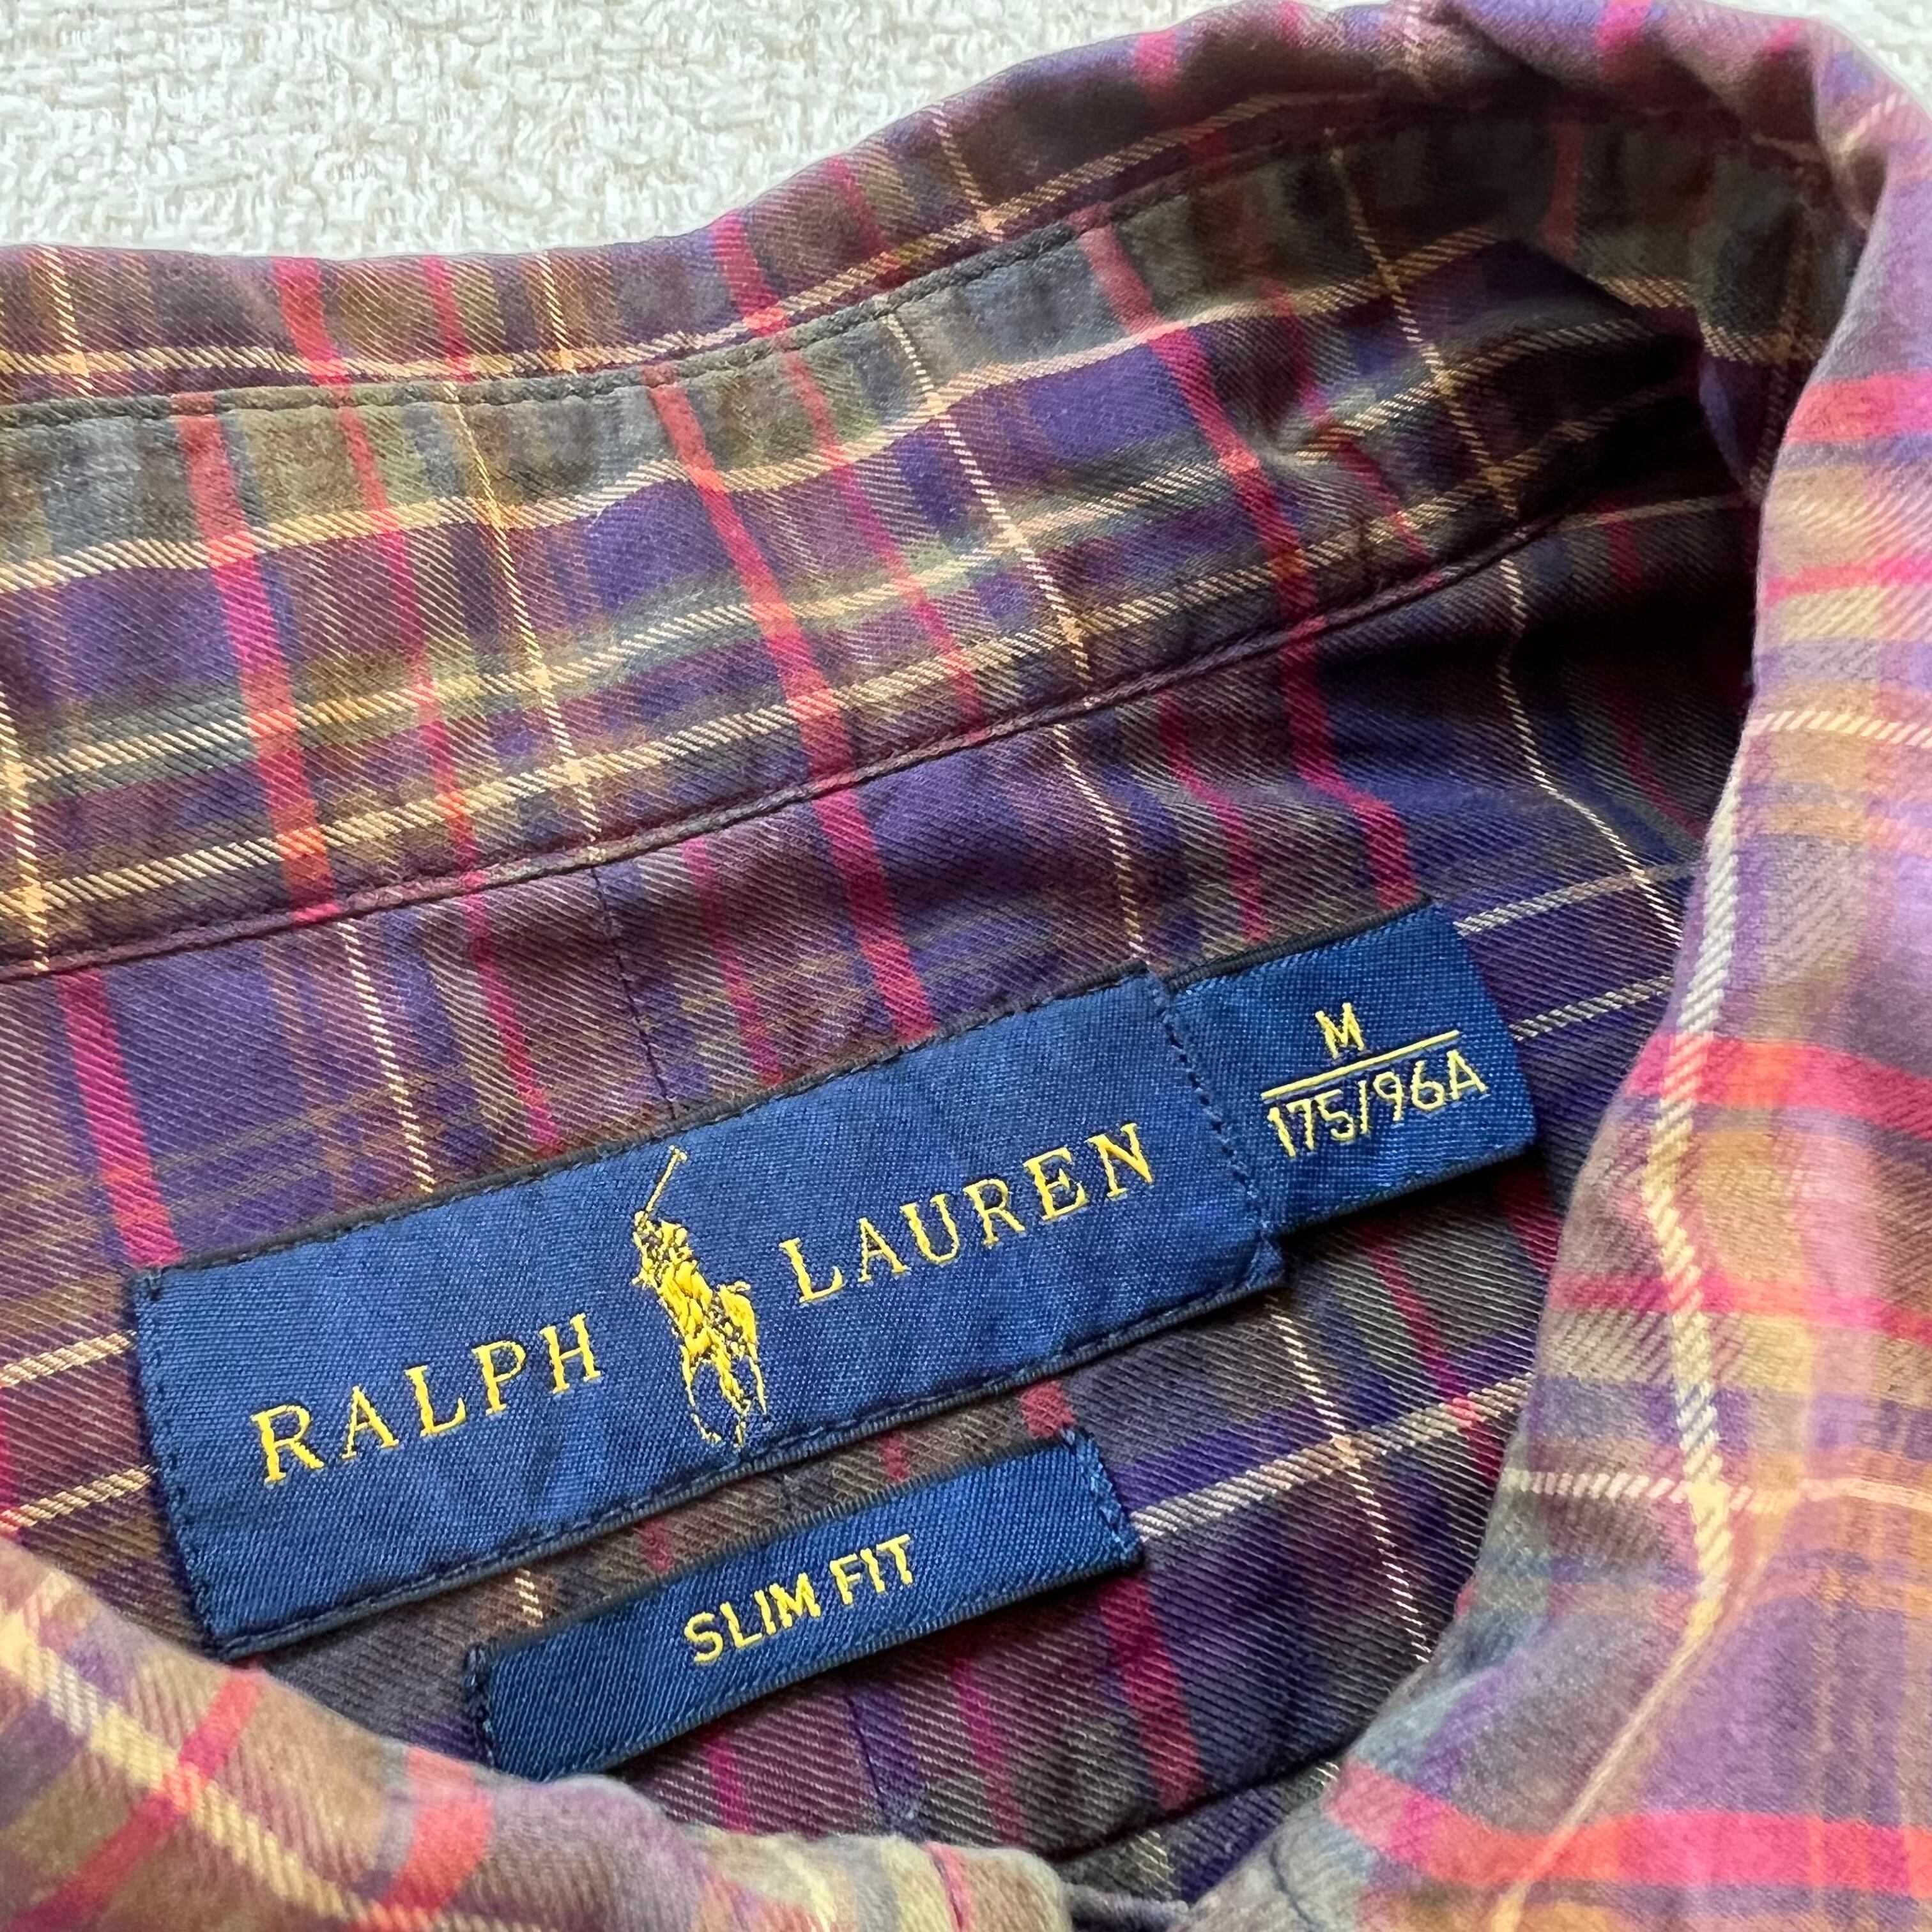 M
175/96A
RALPH LAUREN
SLIM FIT